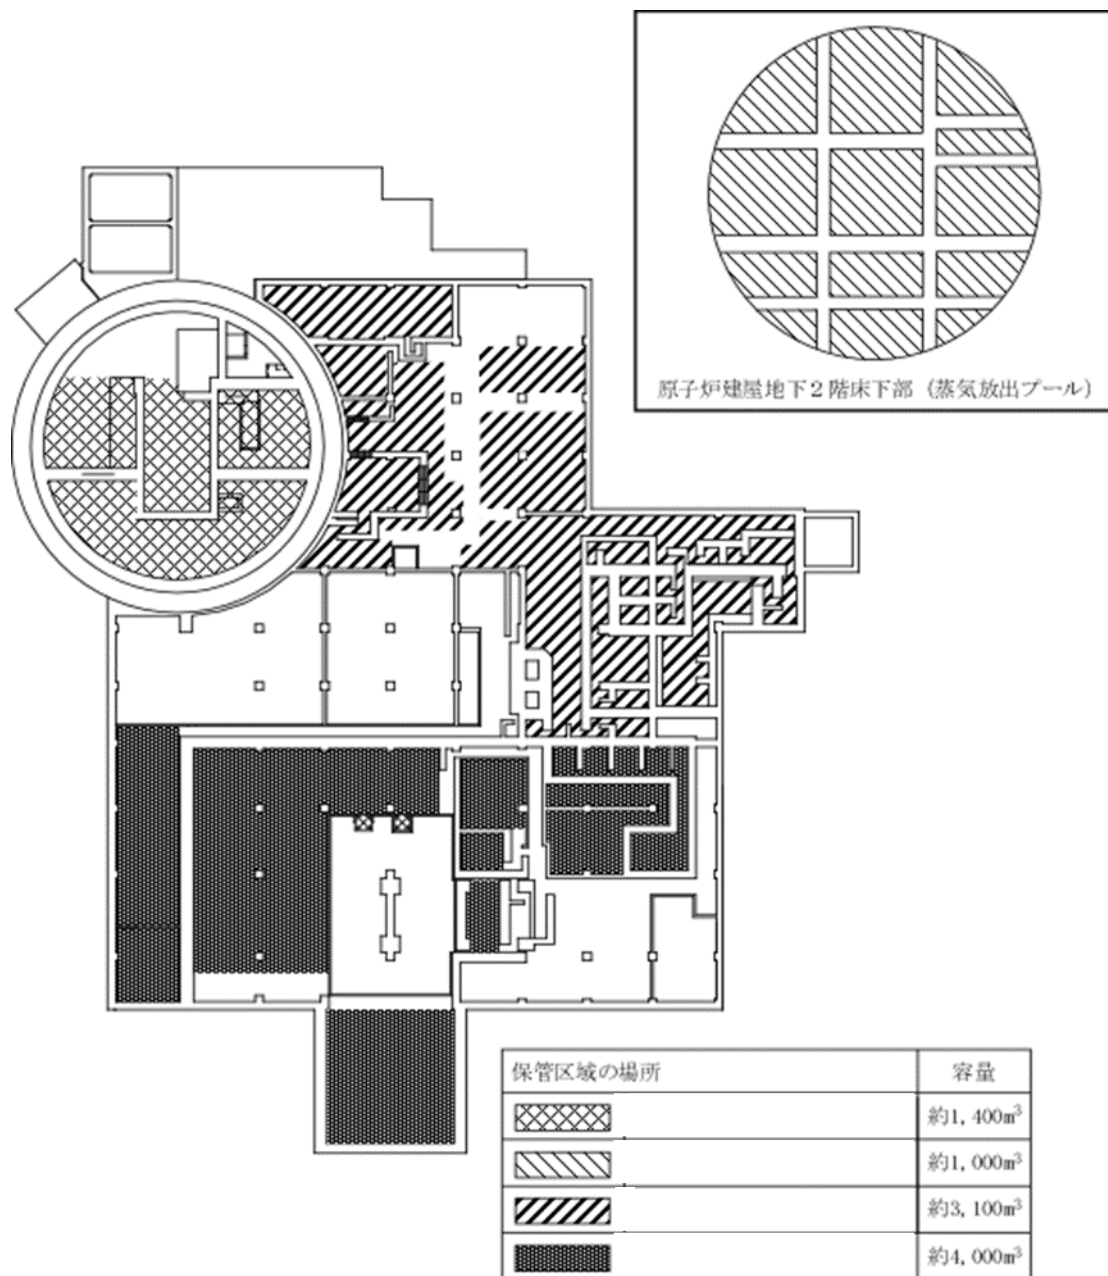 原子炉建屋地下２階床下部（蒸気放出プール）
保管区域の場所 容量
約1,400m³
約1,000m³
約3,100m³
約4,000m³